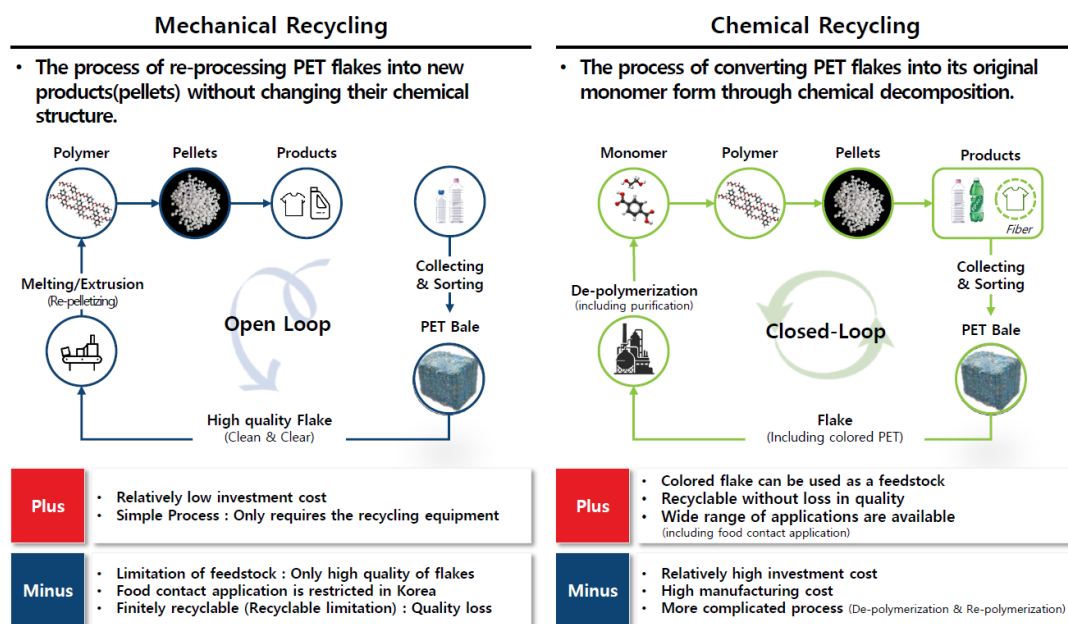 Mechanical Recycling
• The process of re-processing PET flakes into new
products(pellets) without changing their chemical
structure.
Polymer
Pellets
Products
Melting/Extrusion
(Re-pelletizing)
Open Loop
Collecting
& Sorting
PET Bale
High quality Flake
(Clean & Clear)
Plus
• Relatively low investment cost
• Simple Process : Only requires the recycling equipment
Minus
• Limitation of feedstock : Only high quality of flakes
• Food contact application is restricted in Korea
• Finitely recyclable (Recyclable limitation) : Quality loss
Chemical Recycling
• The process of converting PET flakes into its original
monomer form through chemical decomposition.
Monomer
Polymer
Pellets
Products
Fiber
De-polymerization
(including purification)
Closed-Loop
Collecting
& Sorting
PET Bale
Flake
(Including colored PET)
Plus
• Colored flake can be used as a feedstock
• Recyclable without loss in quality
• Wide range of applications are available
(including food contact application)
Minus
• Relatively high investment cost
• High manufacturing cost
• More complicated process (De-polymerization & Re-polymerization)